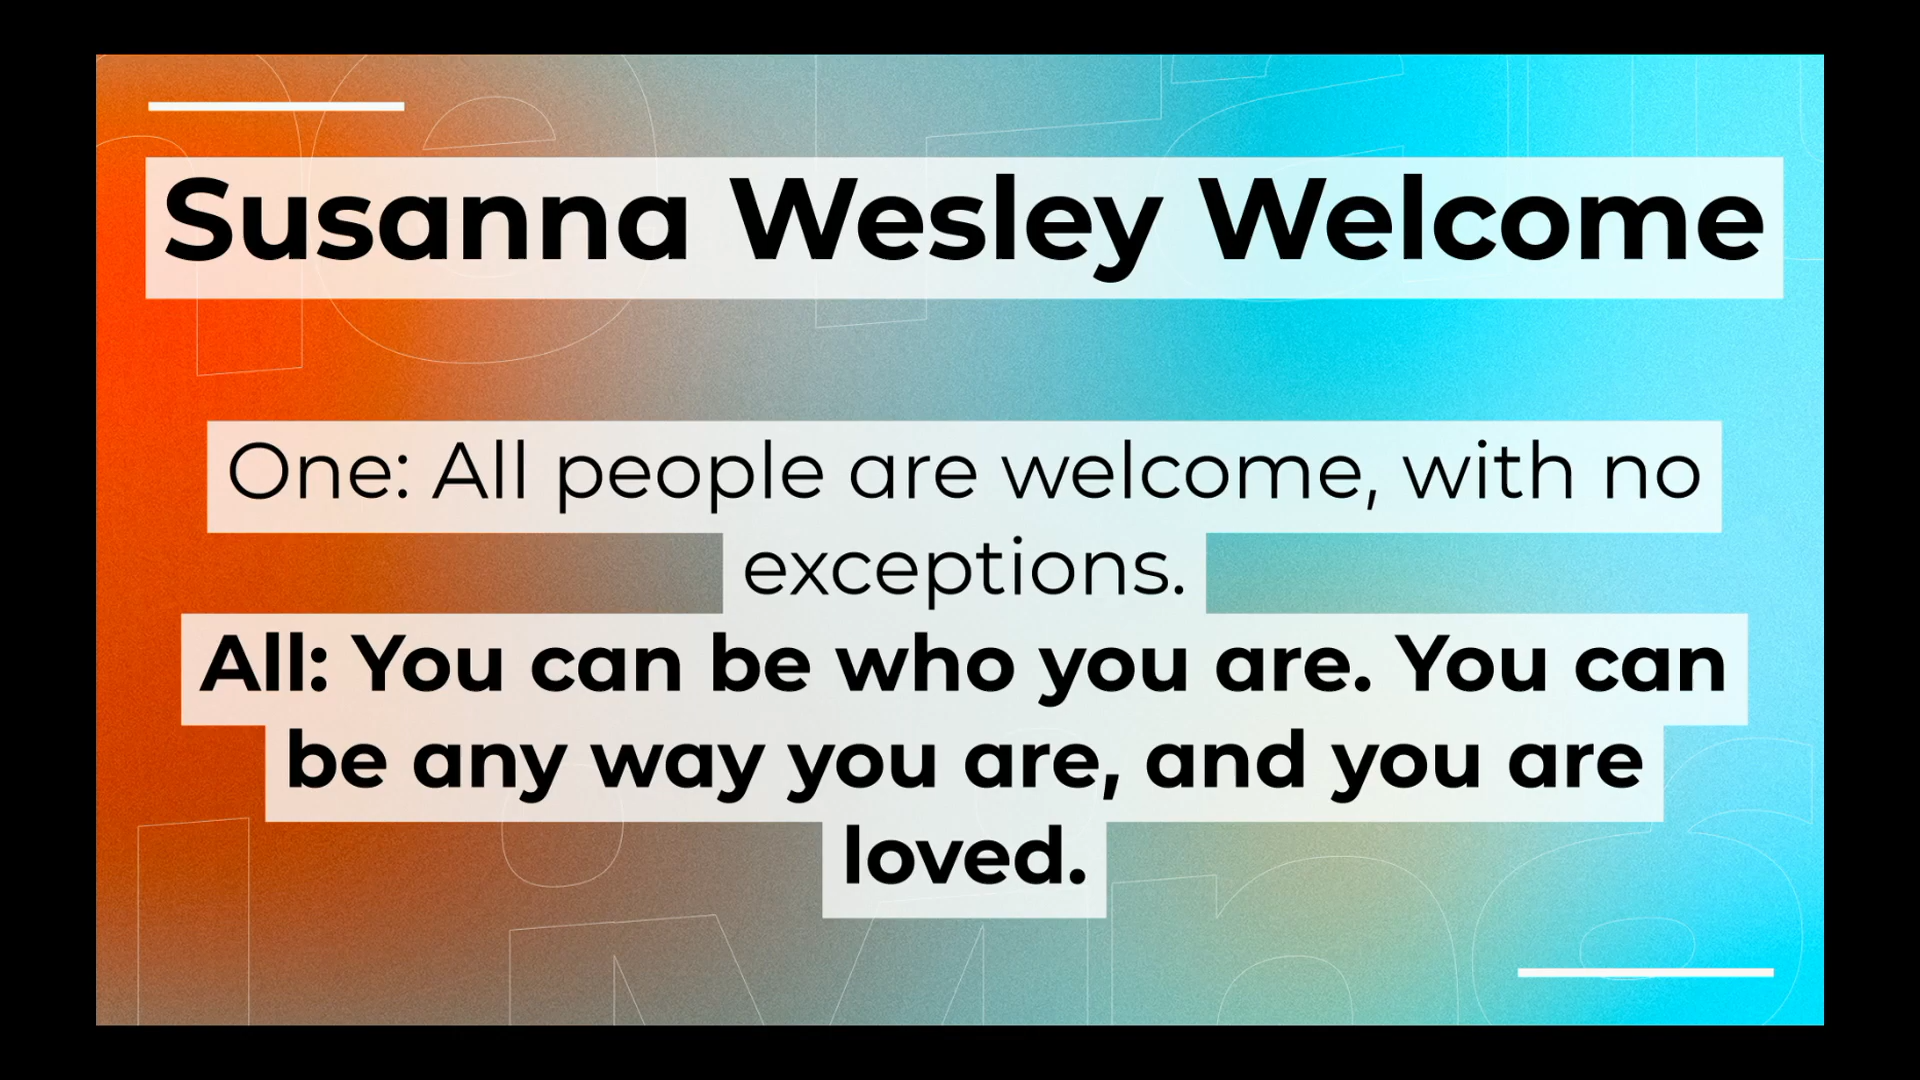 Susanna Wesley Welcome
One: All people are welcome, with no
exceptions.
All: You can be who you are. You can
be any way you are, and you are
loved.